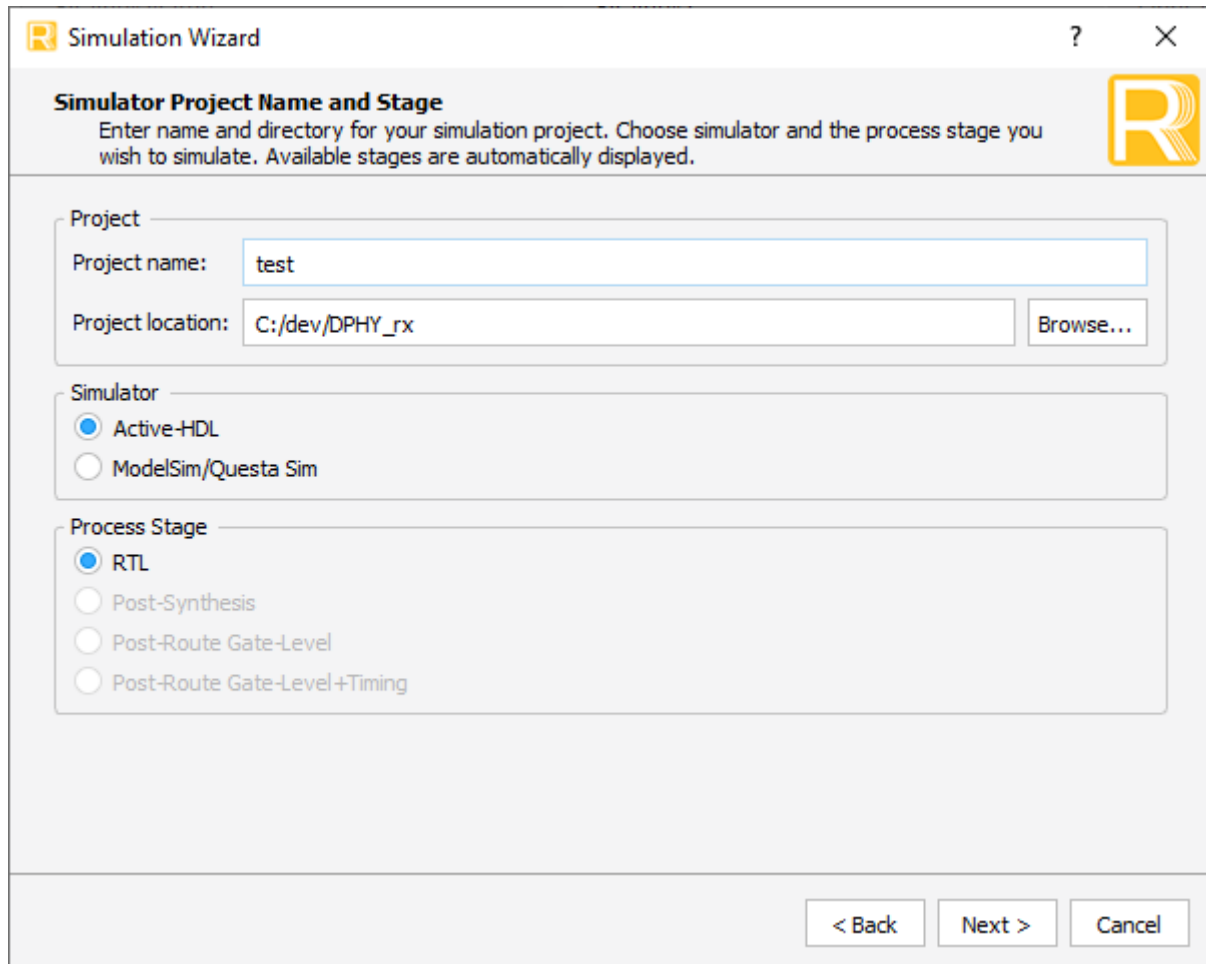 Simulation Wizard
?
Simulator Project Name and Stage
Enter name and directory for your simulation project. Choose simulator and the process stage you
wish to simulate. Available stages are automatically displayed.
Project
Project name: test
Project location: C:/dev/DPHY_rx Browse...
Simulator
Active-HDL
ModelSim/Questa Sim
Process Stage
RTL
Post-Synthesis
Post-Route Gate-Level
Post-Route Gate-Level+Timing
< Back Next > Cancel